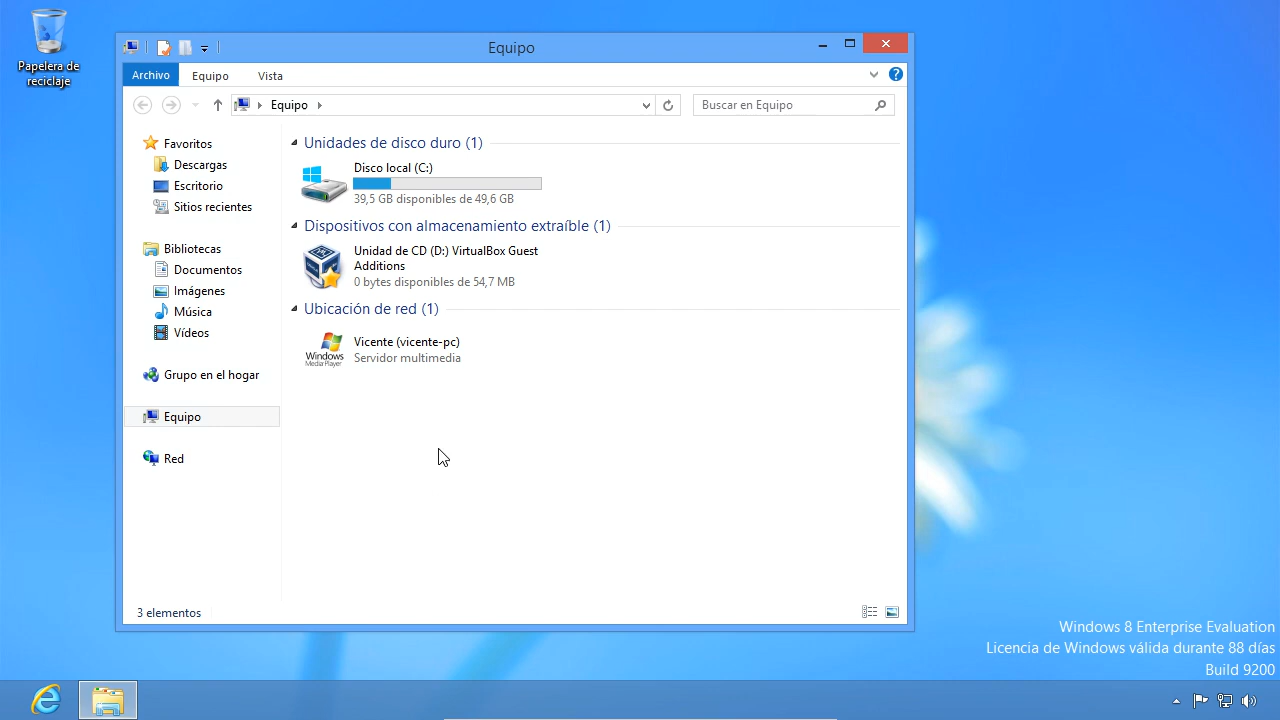 Papelera de
reciclaje
Equipo
Archivo
Equipo
Vista
Equipo
Buscar en Equipo
Favoritos
Descargas
Escritorio
Sitios recientes
Bibliotecas
Documentos
Imágenes
Música
Vídeos
Grupo en el hogar
Equipo
Red
Unidades de disco duro (1)
Disco local (C:)
39,5 GB disponibles de 49,6 GB
Dispositivos con almacenamiento extraíble (1)
Unidad de CD (D:) VirtualBox Guest
Additions
0 bytes disponibles de 54,7 MB
Ubicación de red (1)
Windows
Media Player
Vicente (vicente-pc)
Servidor multimedia
3 elementos
Windows 8 Enterprise Evaluation
Licencia de Windows válida durante 88 días
Build 9200